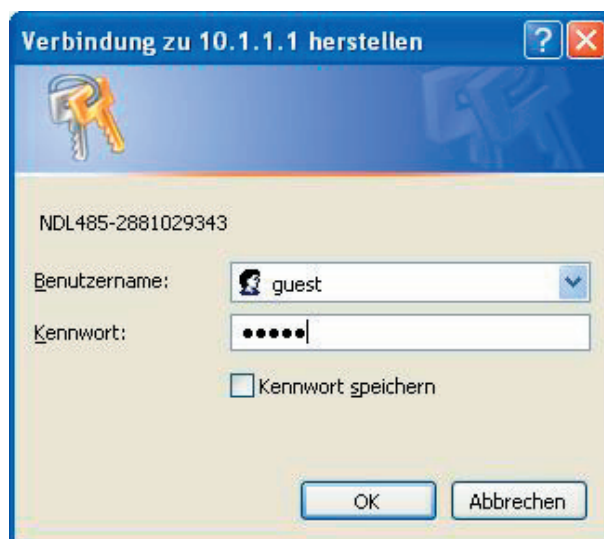 Verbindung zu 10.1.1.1 herstellen
NDL485-2881029343
Benutzername: guest
Kennwort: •••••
Kennwort speichern
OK Abbrechen